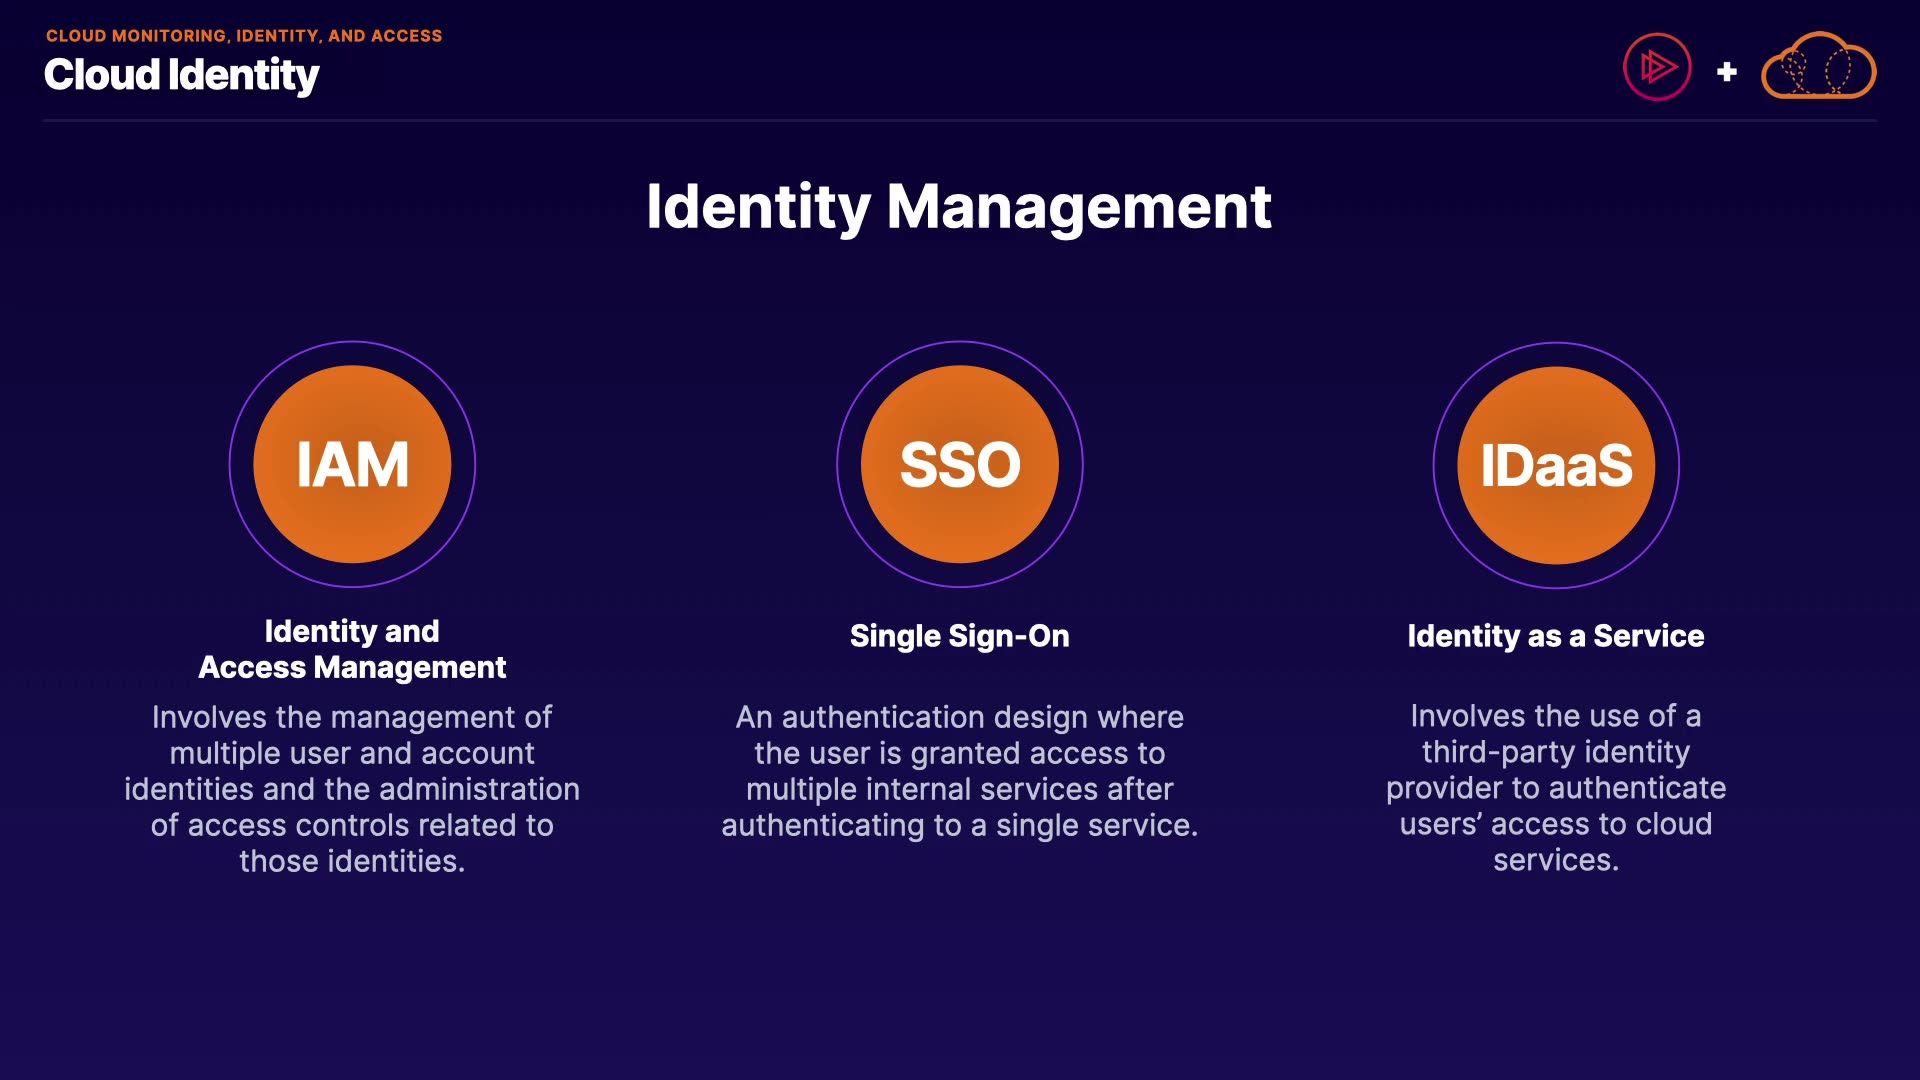 CLOUD MONITORING, IDENTITY, AND ACCESS
Cloud Identity
+
Identity Management
IAM
Identity and
Access Management
Involves the management of
multiple user and account
identities and the administration
of access controls related to
those identities.
SSO
Single Sign-On
An authentication design where
the user is granted access to
multiple internal services after
authenticating to a single service.
IDaaS
Identity as a Service
Involves the use of a
third-party identity
provider to authenticate
users’ access to cloud
services.